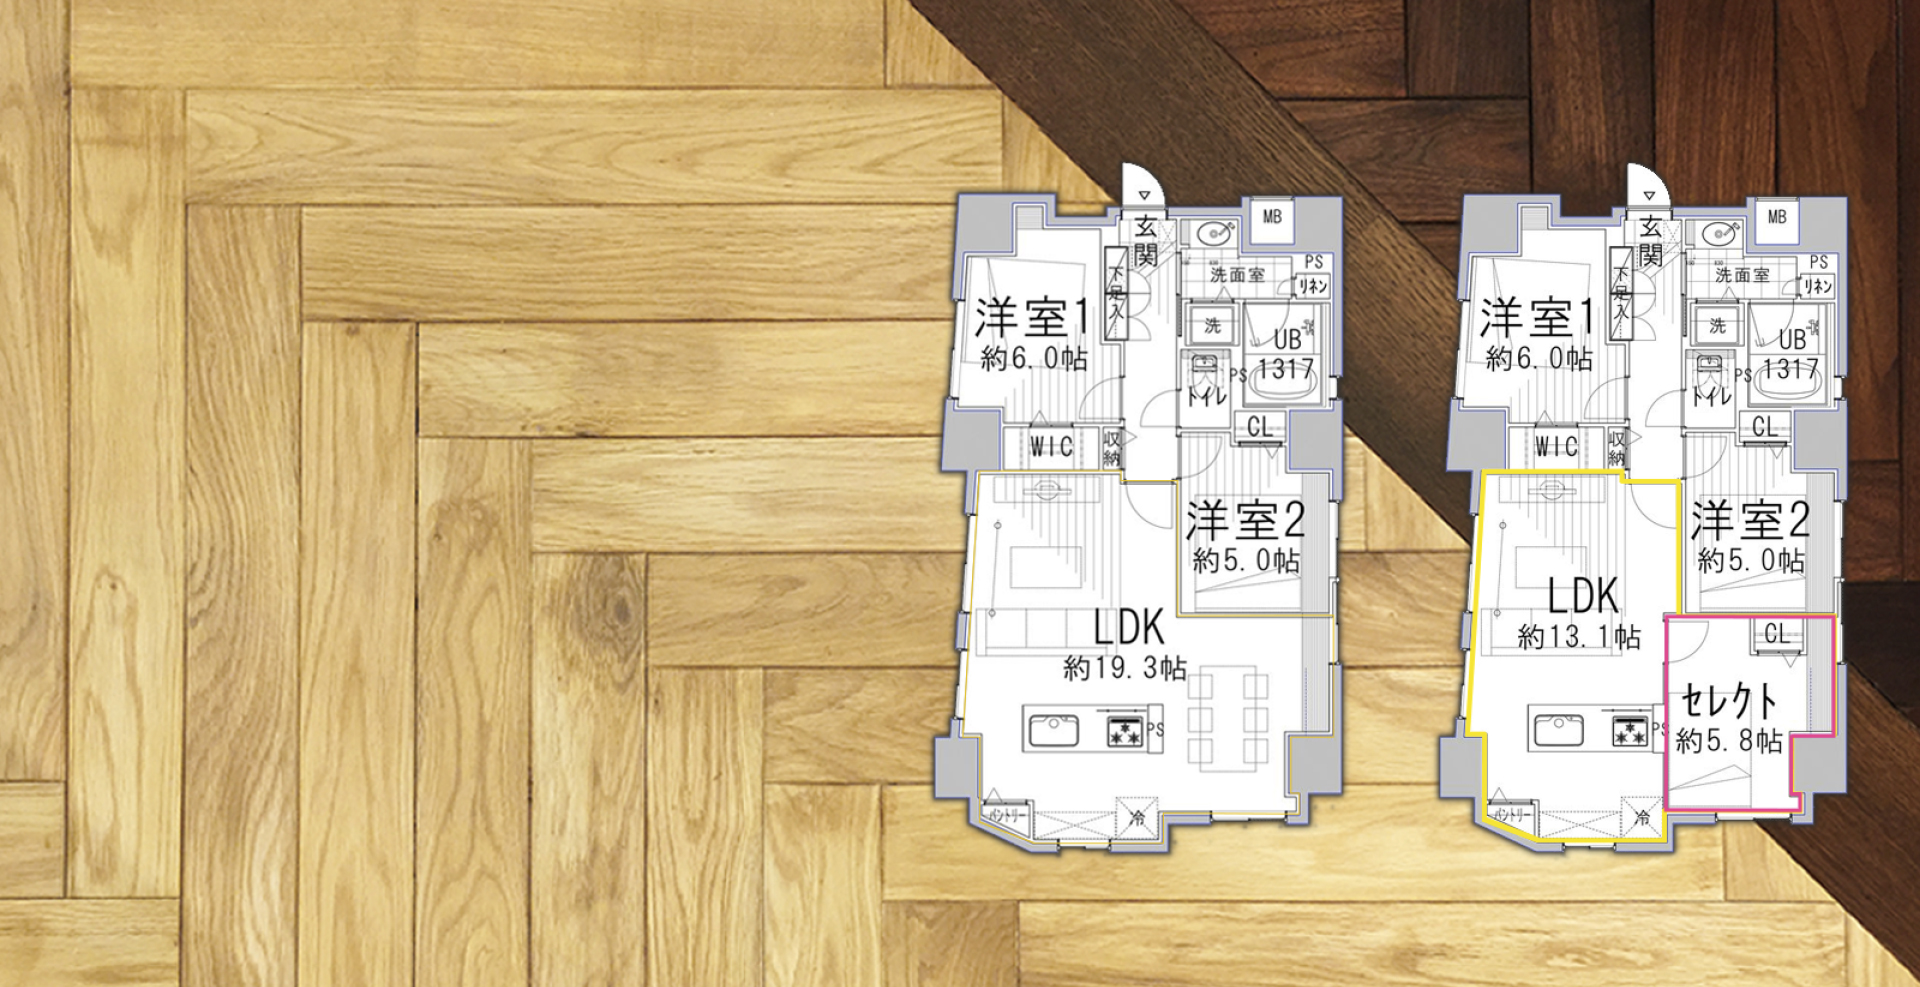 玄関
MB
PS
洗面室
リネン
下足入
洋室1
約6.0帖
洗
UB
1317
PS
トイレ
CL
WIC
収納
洋室2
約5.0帖
LDK
約19.3帖
PS
パントリー
冷
玄関
MB
PS
洗面室
リネン
下足入
洋室1
約6.0帖
洗
UB
1317
PS
トイレ
CL
WIC
収納
洋室2
約5.0帖
LDK
約13.1帖
CL
セレクト
約5.8帖
PS
パントリー
冷